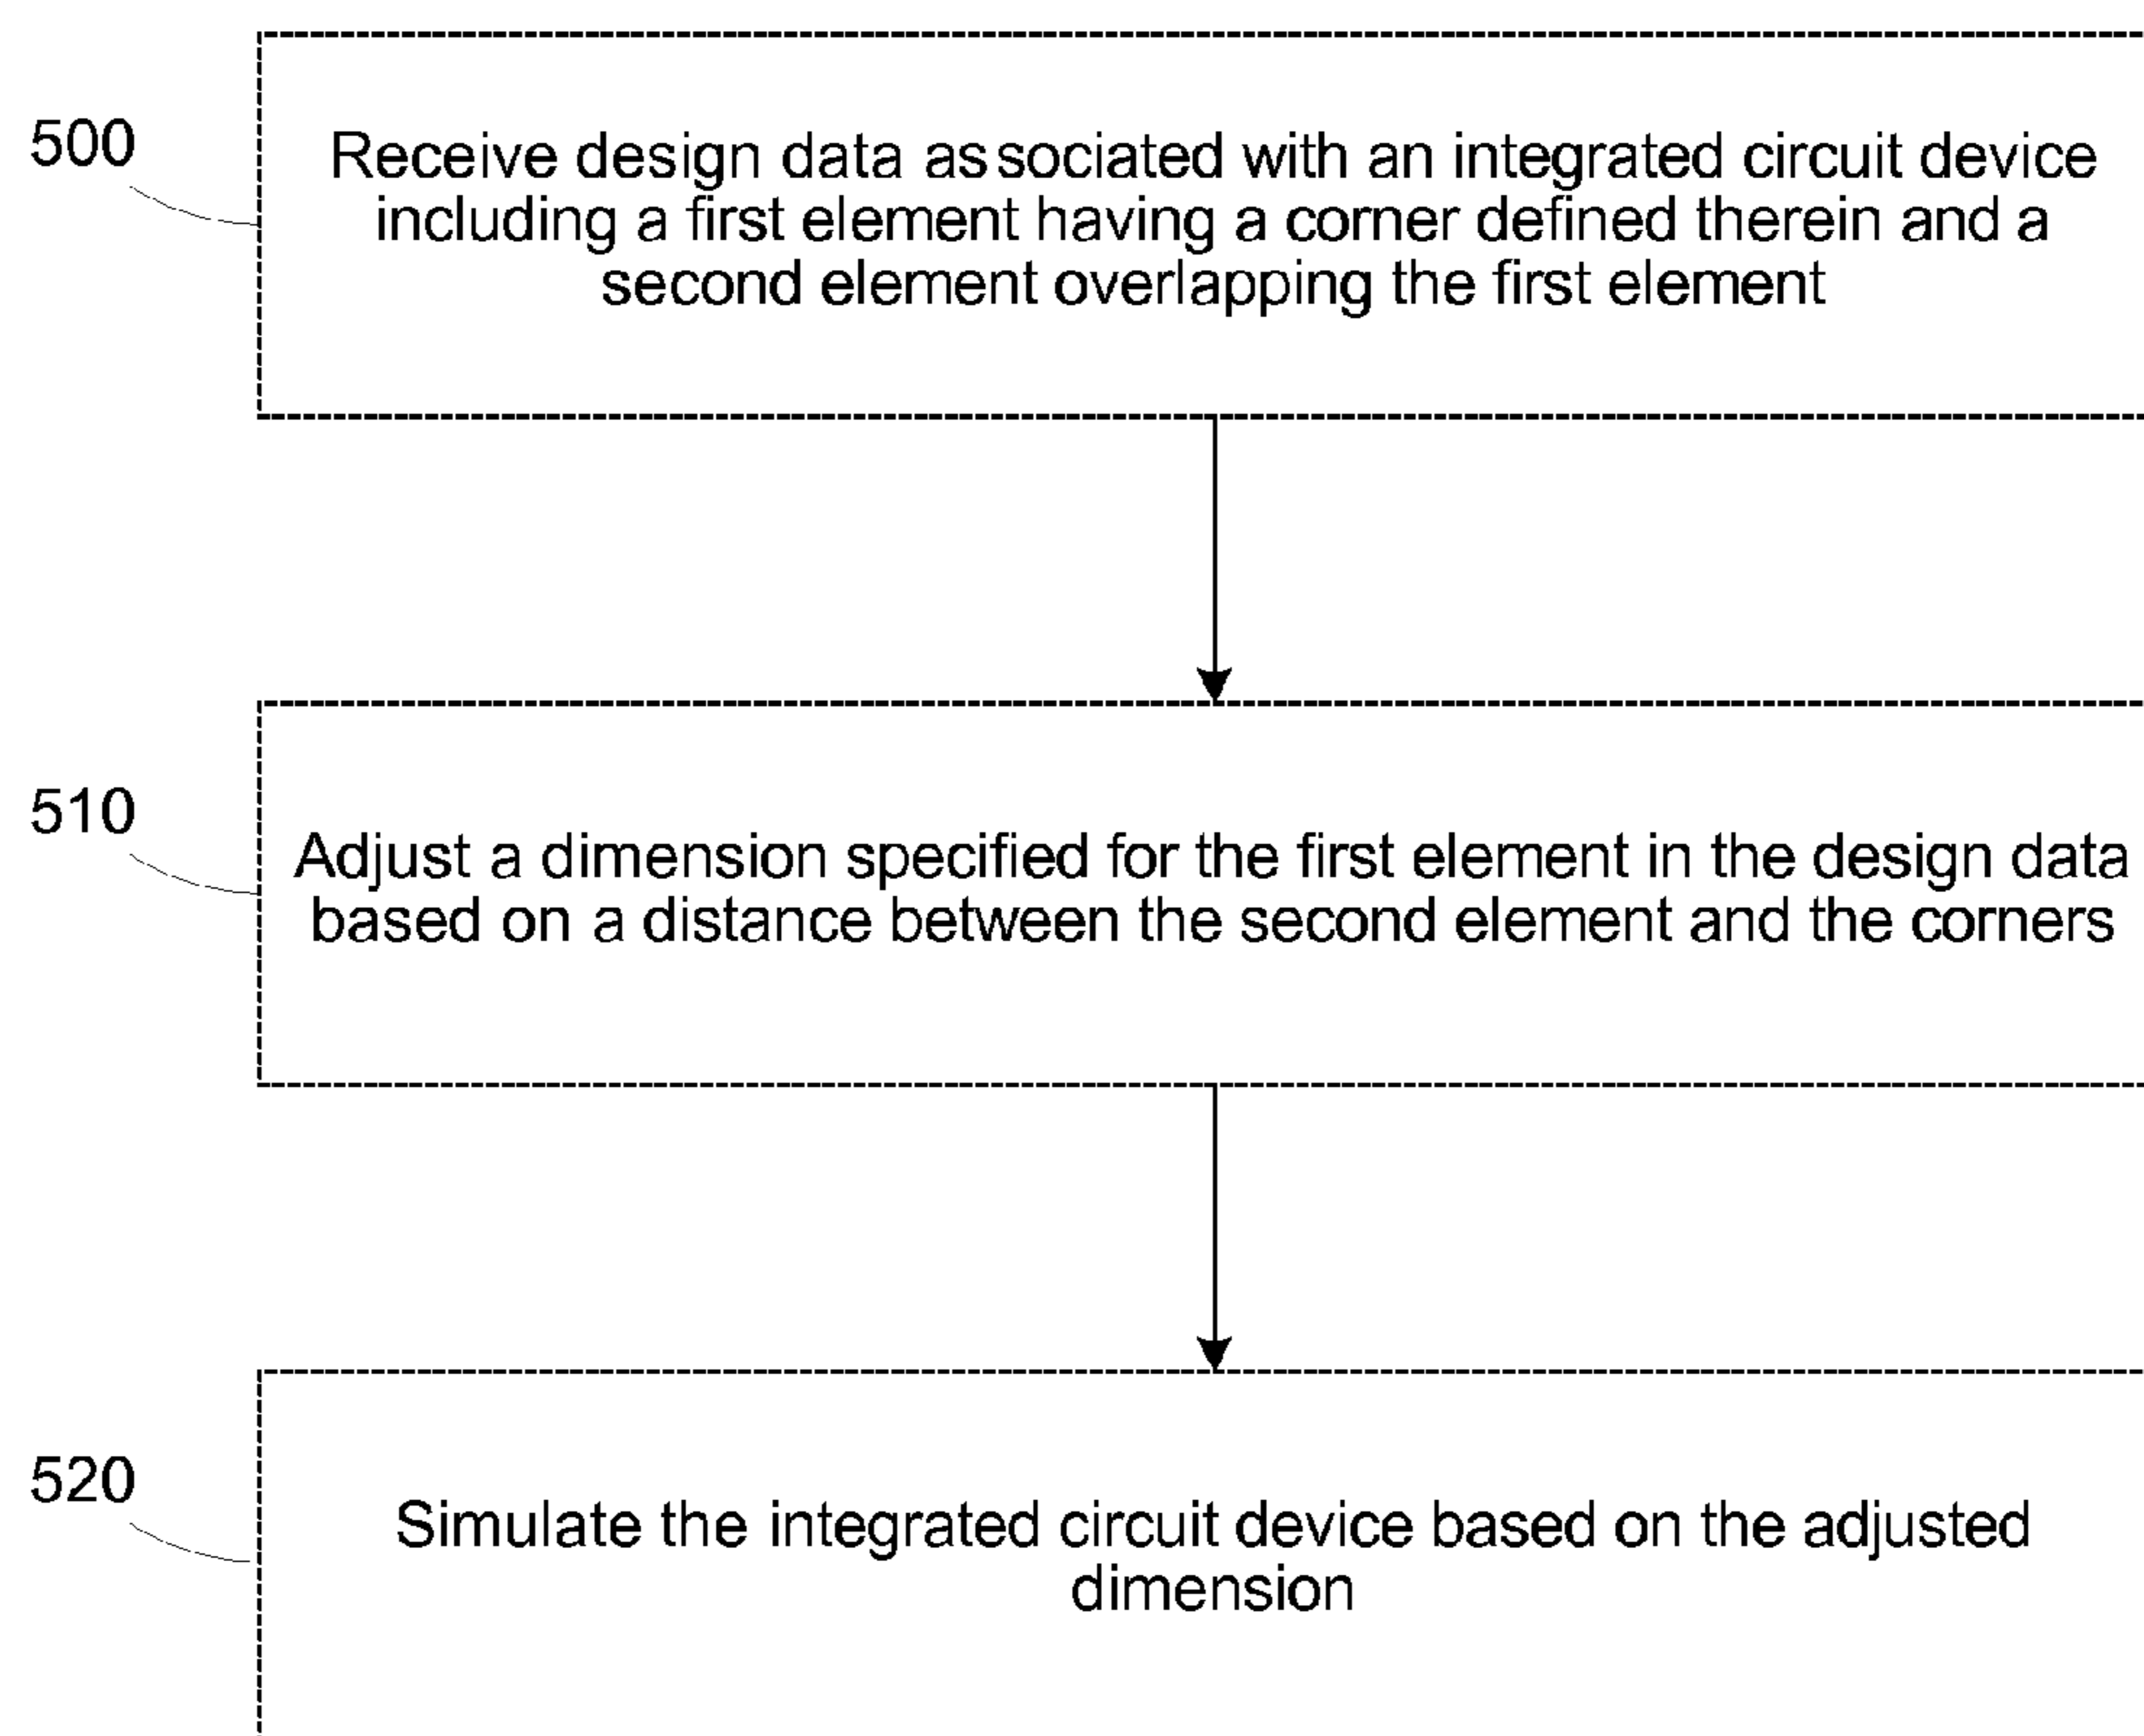 500
Receive design data associated with an integrated circuit device
including a first element having a corner defined therein and a
second element overlapping the first element
510
Adjust a dimension specified for the first element in the design data
based on a distance between the second element and the corners
520
Simulate the integrated circuit device based on the adjusted
dimension